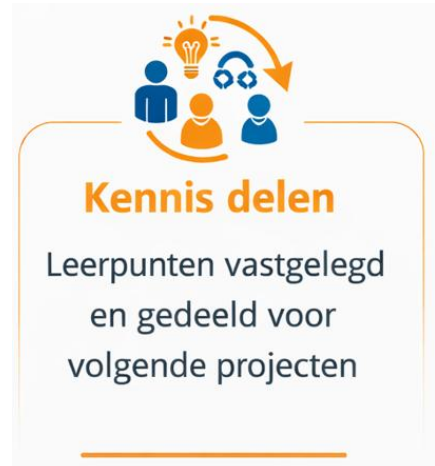 Kennis delen
Leerpunten vastgelegd
en gedeeld voor
volgende projecten